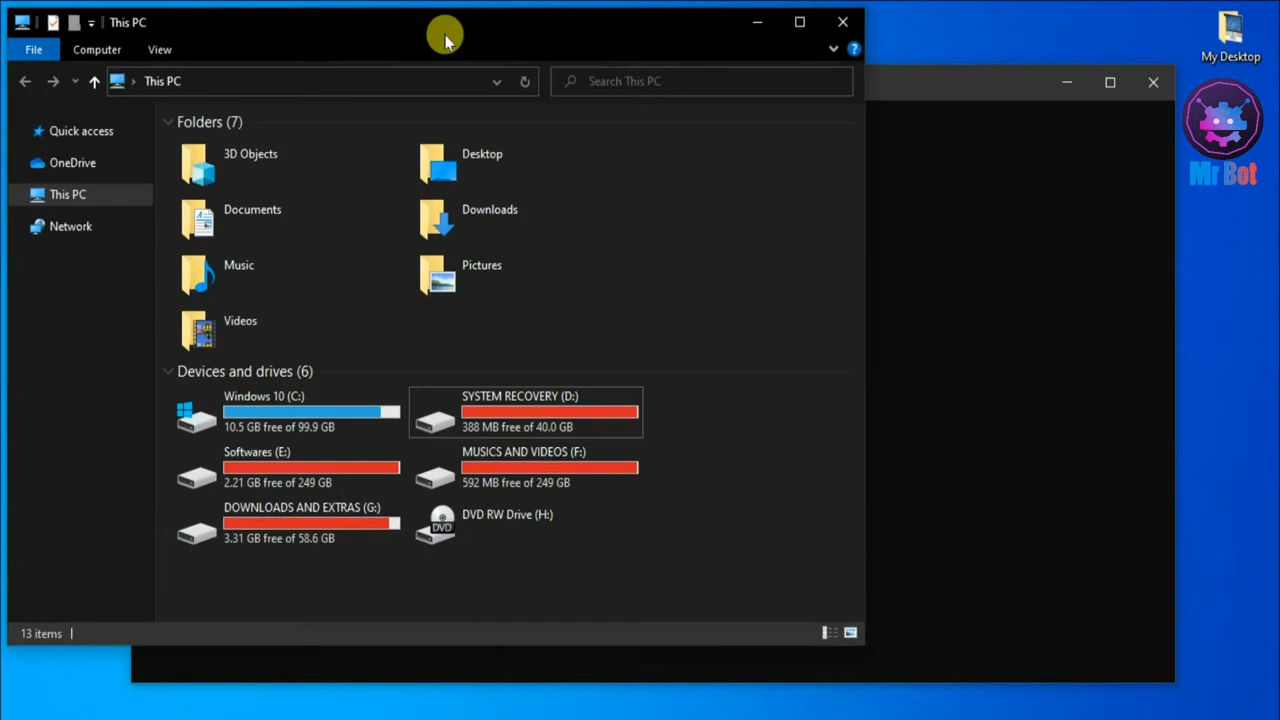 This PC
My Desktop
File
Computer
View
This PC
Search This PC
Mr Bot
Quick access
OneDrive
This PC
Network
Folders (7)
3D Objects
Desktop
Documents
Downloads
Music
Pictures
Videos
Devices and drives (6)
Windows 10 (C:)
10.5 GB free of 99.9 GB
SYSTEM RECOVERY (D:)
388 MB free of 40.0 GB
Softwares (E:)
2.21 GB free of 249 GB
MUSICS AND VIDEOS (F:)
592 MB free of 249 GB
DOWNLOADS AND EXTRAS (G:)
3.31 GB free of 58.6 GB
DVD
DVD RW Drive (H:)
13 items